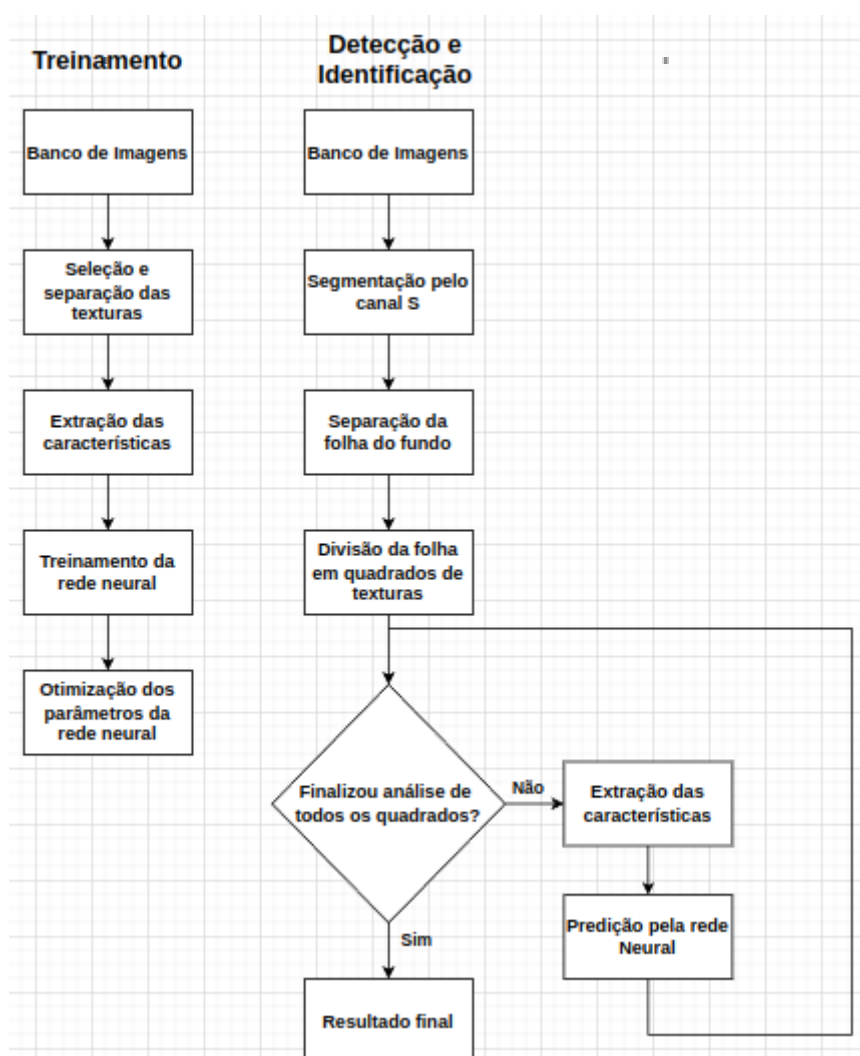 Treinamento
Banco de Imagens
Seleção e
separação das
texturas
Extração das
características
Treinamento da
rede neural
Otimização dos
parâmetros da
rede neural
Detecção e
Identificação
Banco de Imagens
Segmentação pelo
canal S
Separação da
folha do fundo
Divisão da folha
em quadrados de
texturas
Finalizou análise de
todos os quadrados?
Não
Extração das
características
Predição pela rede
Neural
Sim
Resultado final